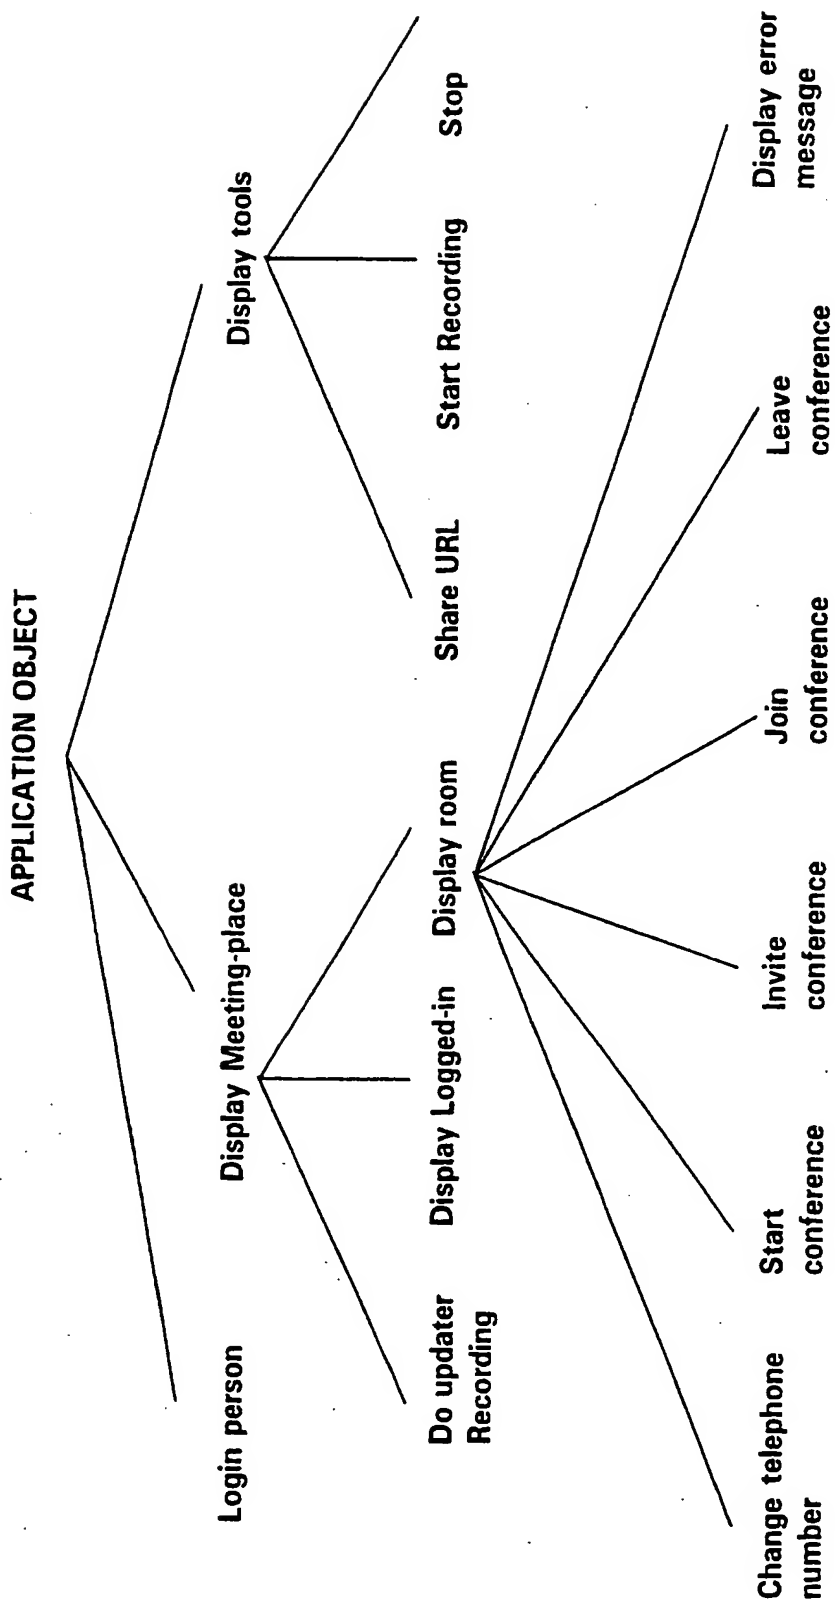 APPLICATION OBJECT
Login person
Display Meeting-place
Display tools
Do updater
Recording
Display Logged-in
Display room
Share URL
Start Recording
Stop
Change telephone
number
Start
conference
Invite
conference
Join
conference
Leave
conference
Display error
message